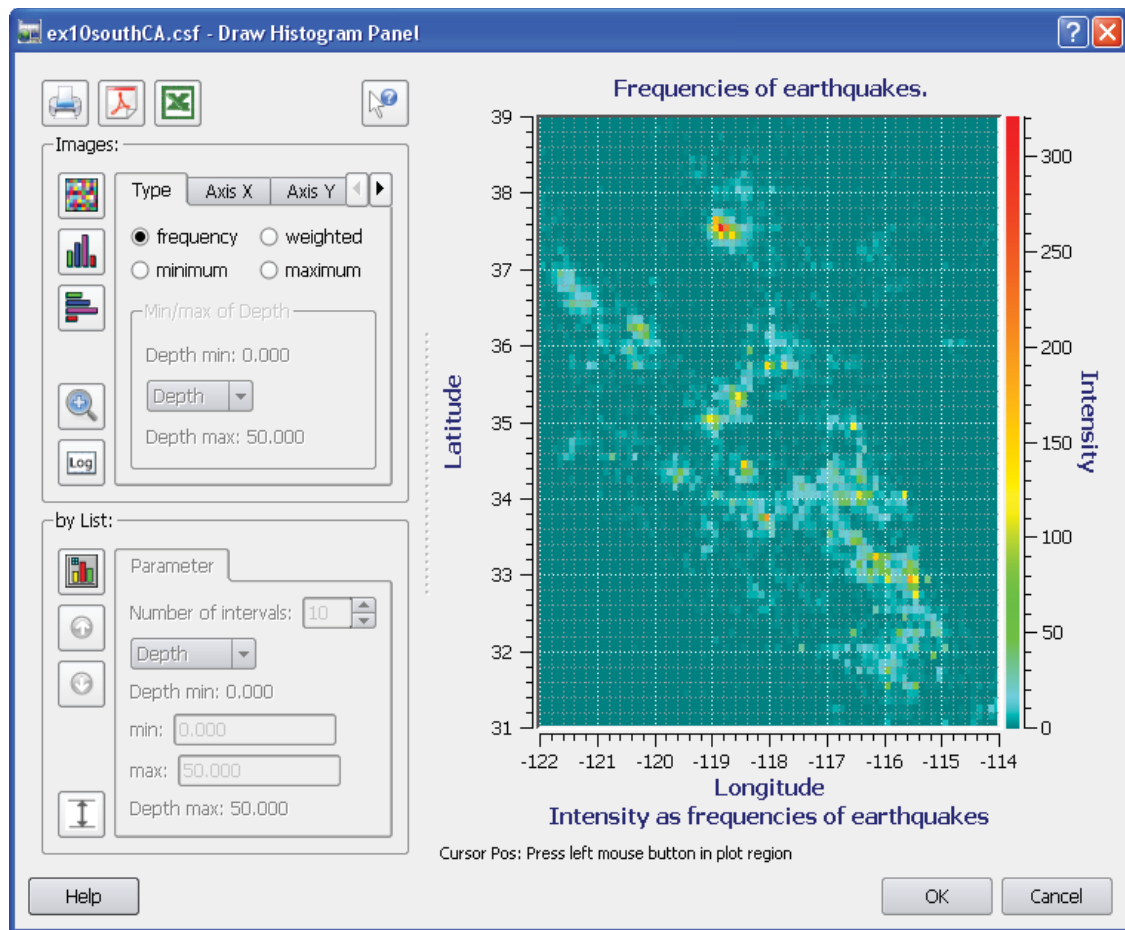 ex10southCA.csf - Draw Histogram Panel
Images:
Type Axis X Axis Y
frequency weighted
minimum maximum
Min/max of Depth
Depth min: 0.000
Depth
Depth max: 50.000
Log
by List:
Parameter
Number of intervals: 10
Depth
Depth min: 0.000
min: 0.000
max: 50.000
Depth max: 50.000
Frequencies of earthquakes.
39
38
37
36
35
34
33
32
31
Latitude
-122 -121 -120 -119 -118 -117 -116 -115 -114
Longitude
Intensity as frequencies of earthquakes
300
250
200
150
100
50
0
Intensity
Cursor Pos: Press left mouse button in plot region
Help OK Cancel